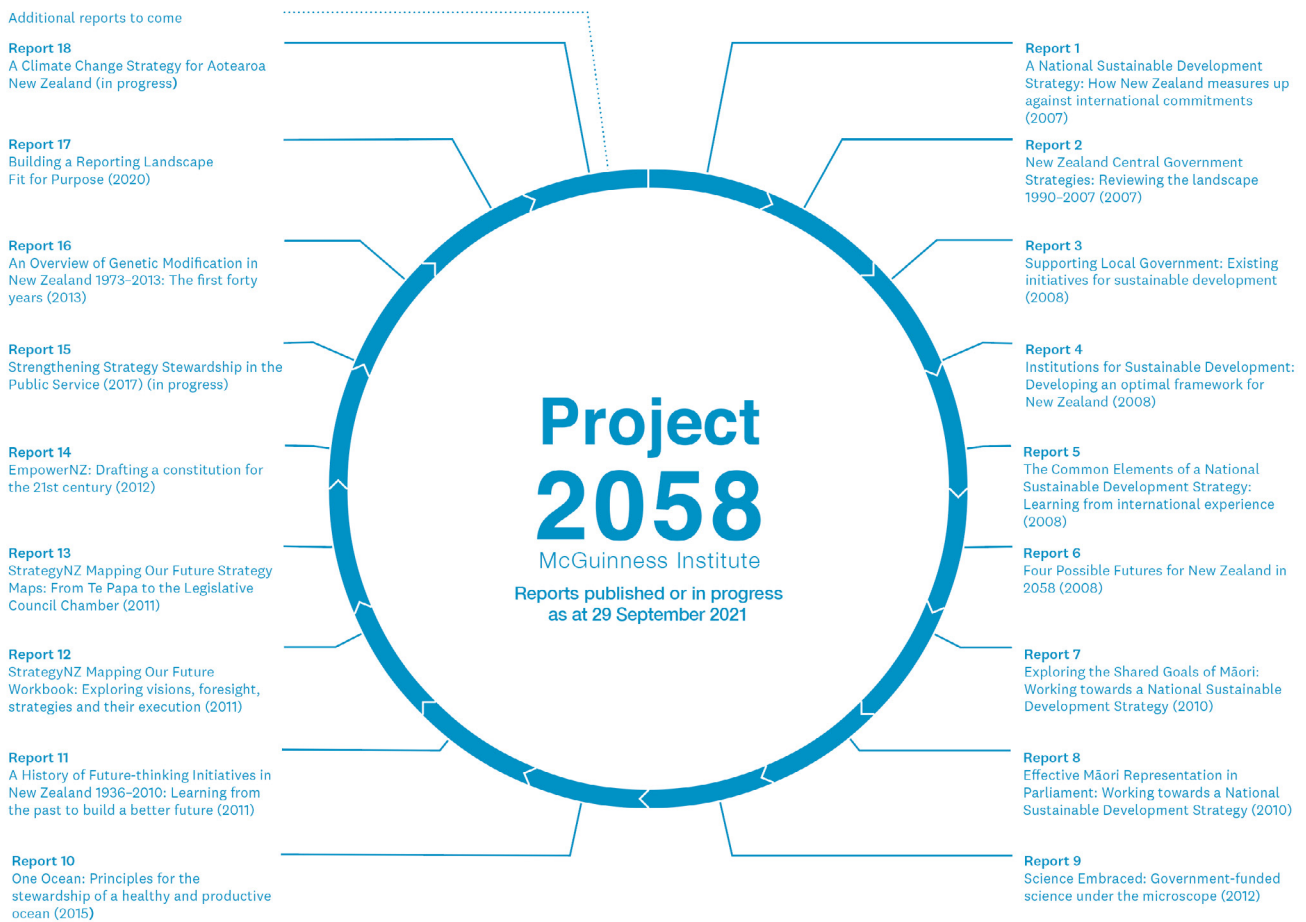 Additional reports to come
Report 18
A Climate Change Strategy for Aotearoa
New Zealand (in progress)
Report 17
Building a Reporting Landscape
Fit for Purpose (2020)
Report 16
An Overview of Genetic Modification in
New Zealand 1973–2013: The first forty
years (2013)
Report 15
Strengthening Strategy Stewardship in the
Public Service (2017) (in progress)
Report 14
EmpowerNZ: Drafting a constitution for
the 21st century (2012)
Report 13
StrategyNZ Mapping Our Future Strategy
Maps: From Te Papa to the Legislative
Council Chamber (2011)
Report 12
StrategyNZ Mapping Our Future
Workbook: Exploring visions, foresight,
strategies and their execution (2011)
Report 11
A History of Future-thinking Initiatives in
New Zealand 1936–2010: Learning from
the past to build a better future (2011)
Report 10
One Ocean: Principles for the
stewardship of a healthy and productive
ocean (2015)
Project
2058
McGuinness Institute
Reports published or in progress
as at 29 September 2021
Report 1
A National Sustainable Development
Strategy: How New Zealand measures up
against international commitments
(2007)
Report 2
New Zealand Central Government
Strategies: Reviewing the landscape
1990–2007 (2007)
Report 3
Supporting Local Government: Existing
initiatives for sustainable development
(2008)
Report 4
Institutions for Sustainable Development:
Developing an optimal framework for
New Zealand (2008)
Report 5
The Common Elements of a National
Sustainable Development Strategy:
Learning from international experience
(2008)
Report 6
Four Possible Futures for New Zealand in
2058 (2008)
Report 7
Exploring the Shared Goals of Māori:
Working towards a National Sustainable
Development Strategy (2010)
Report 8
Effective Māori Representation in
Parliament: Working towards a National
Sustainable Development Strategy (2010)
Report 9
Science Embraced: Government-funded
science under the microscope (2012)